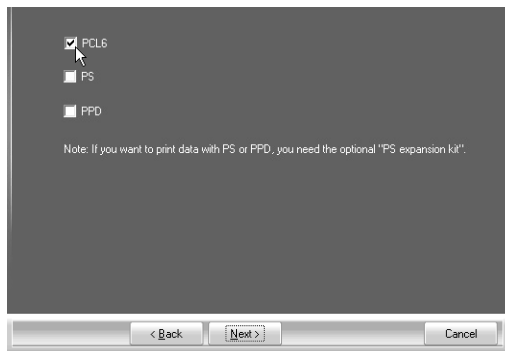 PCL6
PS
PPD
Note: If you want to print data with PS or PPD, you need the optional "PS expansion kit".
< Back
Next >
Cancel